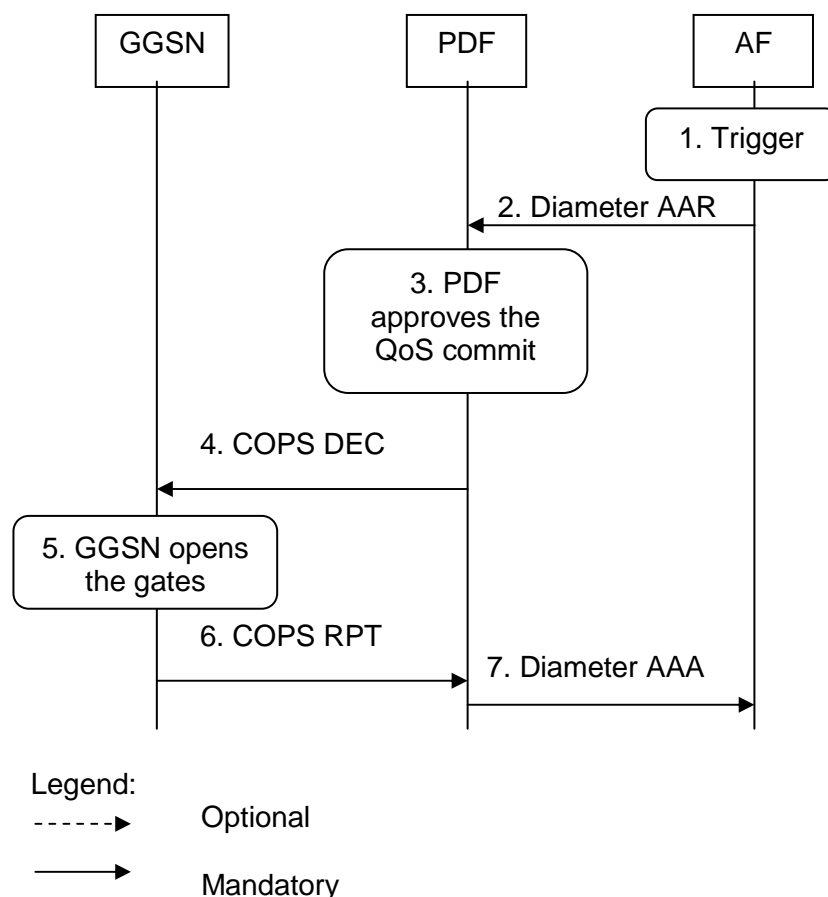 GGSN
PDF
AF
1. Trigger
2. Diameter AAR
3. PDF
approves the
QoS commit
4. COPS DEC
5. GGSN opens
the gates
6. COPS RPT
7. Diameter AAA
Legend:
Optional
Mandatory